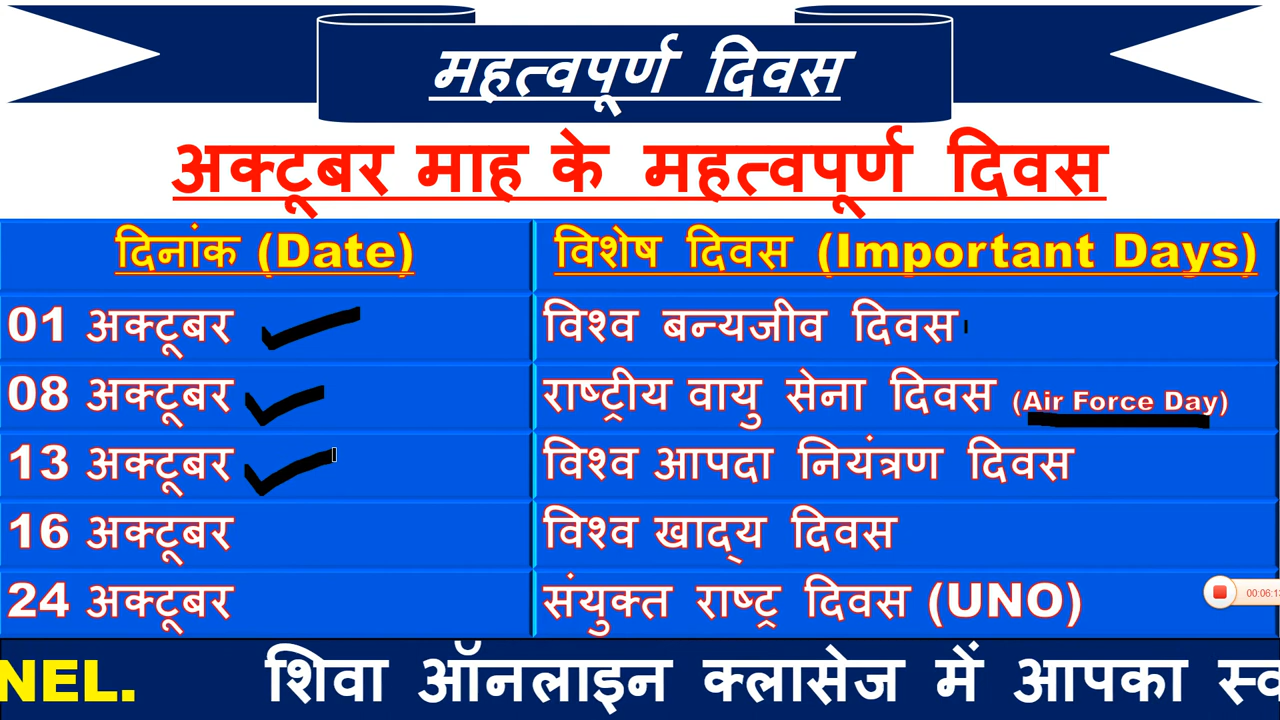 महत्वपूर्ण दिवस
अक्टूबर माह के महत्वपूर्ण दिवस
दिनांक (Date) विशेष दिवस (Important Days)
01 अक्टूबर विश्व बन्यजीव दिवस
08 अक्टूबर राष्ट्रीय वायु सेना दिवस (Air Force Day)
13 अक्टूबर विश्व आपदा नियंत्रण दिवस
16 अक्टूबर विश्व खाद्य दिवस
24 अक्टूबर संयुक्त राष्ट्र दिवस (UNO)
NEL. शिवा ऑनलाइन क्लासेज में आपका